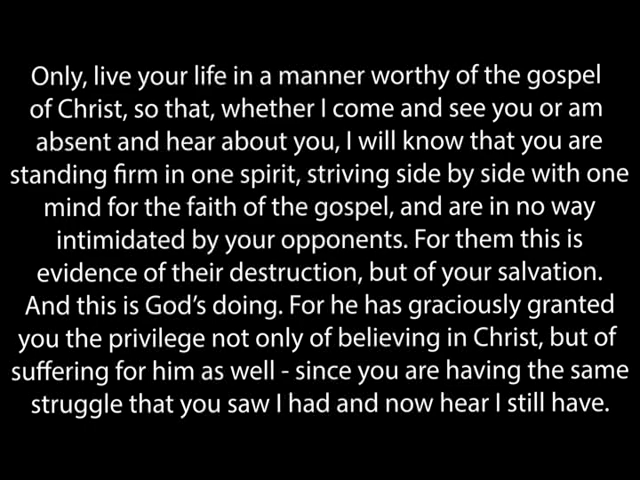 Only, live your life in a manner worthy of the gospel
of Christ, so that, whether I come and see you or am
absent and hear about you, I will know that you are
standing firm in one spirit, striving side by side with one
mind for the faith of the gospel, and are in no way
intimidated by your opponents. For them this is
evidence of their destruction, but of your salvation.
And this is God’s doing. For he has graciously granted
you the privilege not only of believing in Christ, but of
suffering for him as well - since you are having the same
struggle that you saw I had and now hear I still have.